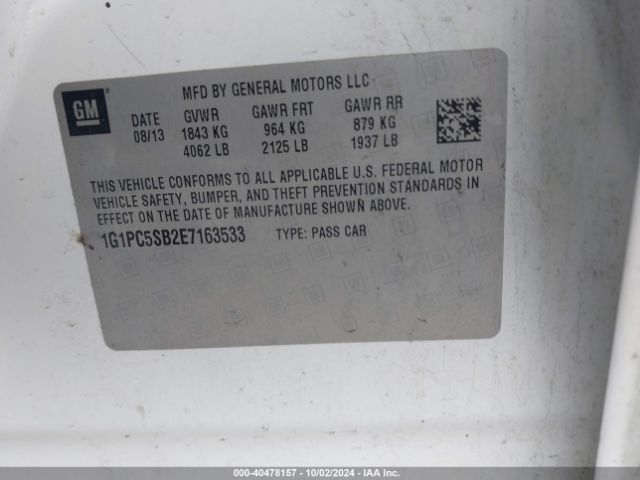 GM
MFD BY GENERAL MOTORS LLC
DATE GVWR GAWR FRT GAWR RR
08/13 1843 KG 964 KG 879 KG
4062 LB 2125 LB 1937 LB
THIS VEHICLE CONFORMS TO ALL APPLICABLE U.S. FEDERAL MOTOR
VEHICLE SAFETY, BUMPER, AND THEFT PREVENTION STANDARDS IN
EFFECT ON THE DATE OF MANUFACTURE SHOWN ABOVE.
1G1PC5SB2E7163533 TYPE: PASS CAR
000-40478157 - 10/02/2024 - IAA Inc.